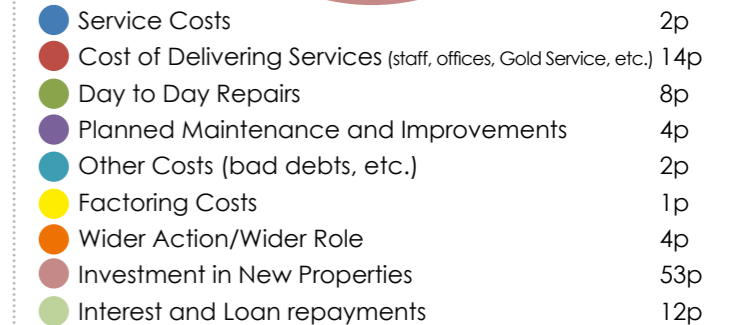 Service Costs 2p
Cost of Delivering Services (staff, offices, Gold Service, etc.) 14p
Day to Day Repairs 8p
Planned Maintenance and Improvements 4p
Other Costs (bad debts, etc.) 2p
Factoring Costs 1p
Wider Action/Wider Role 4p
Investment in New Properties 53p
Interest and Loan repayments 12p